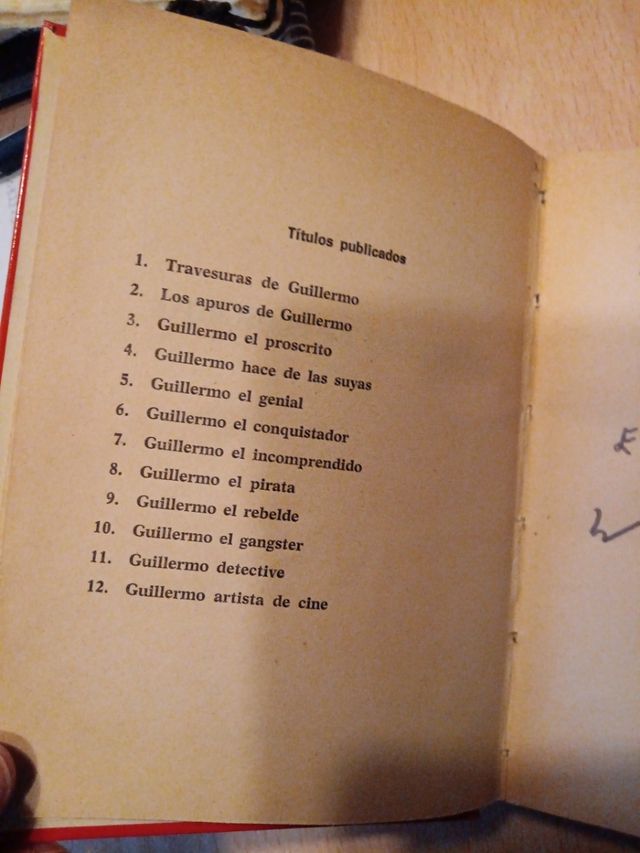 Títulos publicados
1. Travesuras de Guillermo
2. Los apuros de Guillermo
3. Guillermo el proscrito
4. Guillermo hace de las suyas
5. Guillermo el genial
6. Guillermo el conquistador
7. Guillermo el incomprendido
8. Guillermo el pirata
9. Guillermo el rebelde
10. Guillermo el gangster
11. Guillermo detective
12. Guillermo artista de cine